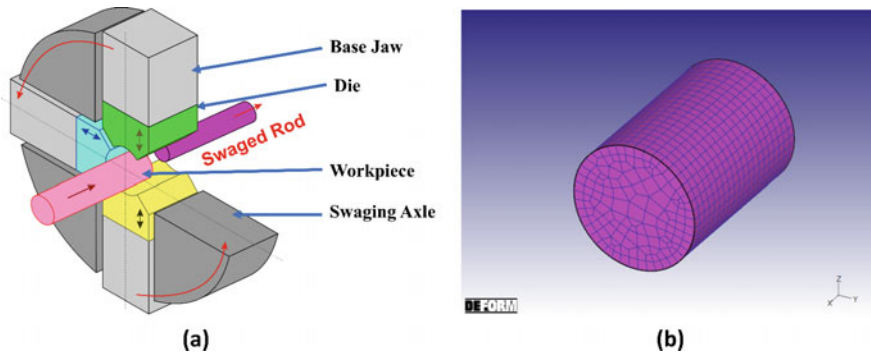 Base Jaw
Die
Swaged Rod
Workpiece
Swaging Axle
(a)
DEFORM
Z
X
Y
(b)